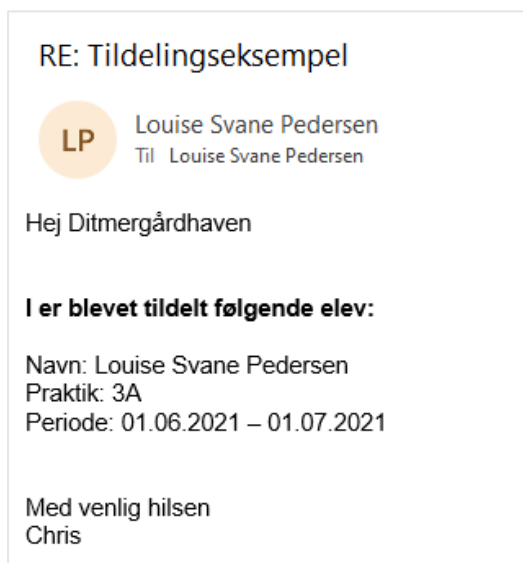 RE: Tildelingseksempel
LP
Louise Svane Pedersen
Til Louise Svane Pedersen
Hej Ditmergårdhaven
I er blevet tildelt følgende elev:
Navn: Louise Svane Pedersen
Praktik: 3A
Periode: 01.06.2021 – 01.07.2021
Med venlig hilsen
Chris